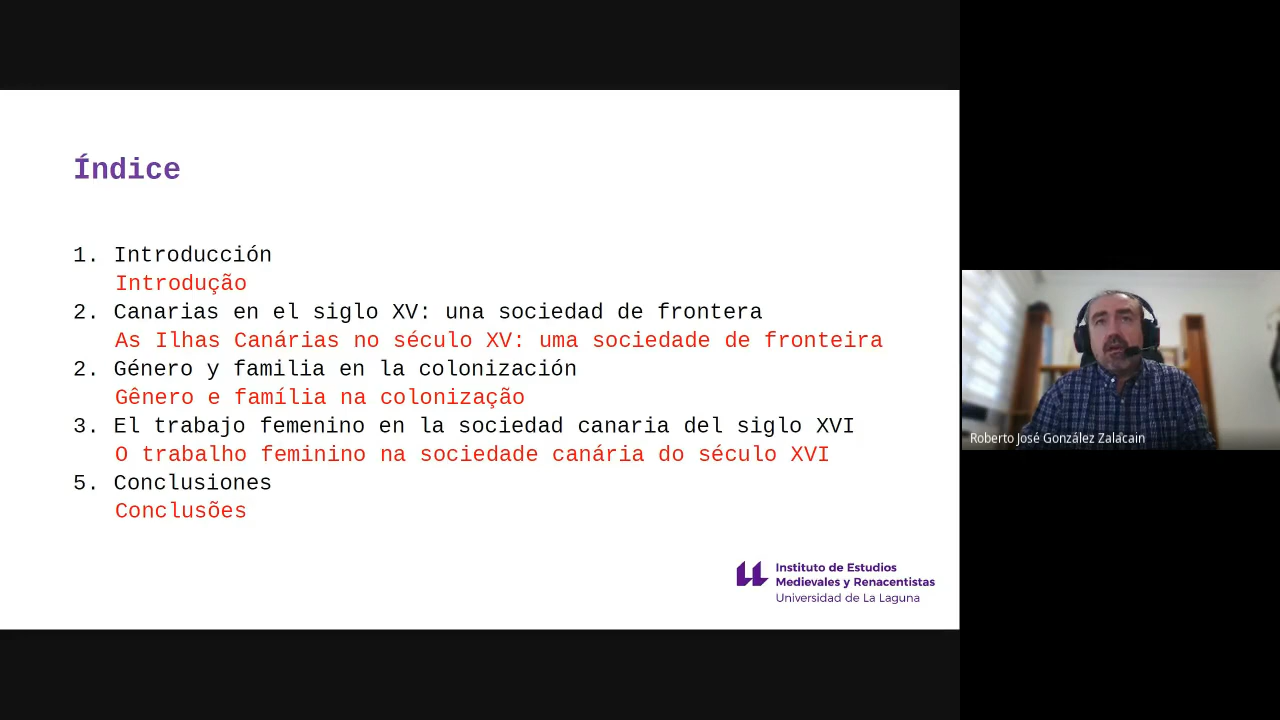 Índice
1. Introducción
Introdução
2. Canarias en el siglo XV: una sociedad de frontera
As Ilhas Canárias no século XV: uma sociedade de fronteira
2. Género y familia en la colonización
Gênero e família na colonização
3. El trabajo femenino en la sociedad canaria del siglo XVI
O trabalho feminino na sociedade canária do século XVI
5. Conclusiones
Conclusões
Instituto de Estudios
Medievales y Renacentistas
Universidad de La Laguna
Roberto José González Zalacain